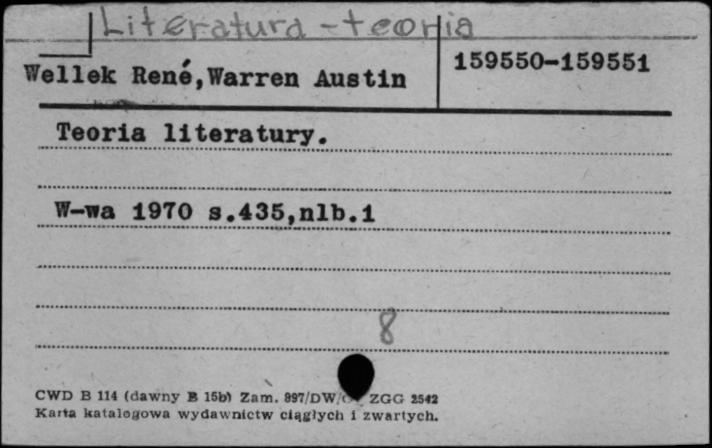 Literatura - teoria
Wellek René,Warren Austin
159550-159551
Teoria literatury.
W-wa 1970 s.435,nlb.1
8
CWD B 114 (dawny B 15b) Zam. 897/DW/ ZGG 2542
Karta katalogowa wydawnictw ciągłych i zwartych.